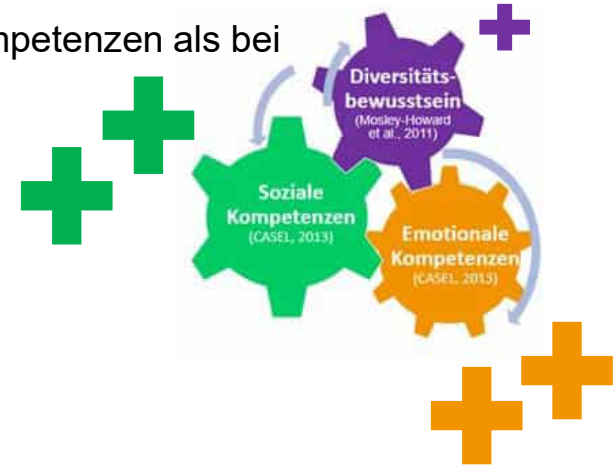 mpetenzen als bei
Diversitäts-
bewusstsein
(Mosley-Howard
et al., 2011)
Soziale
Kompetenzen
(CASEL, 2013)
Emotionale
Kompetenzen
(CASEL, 2013)